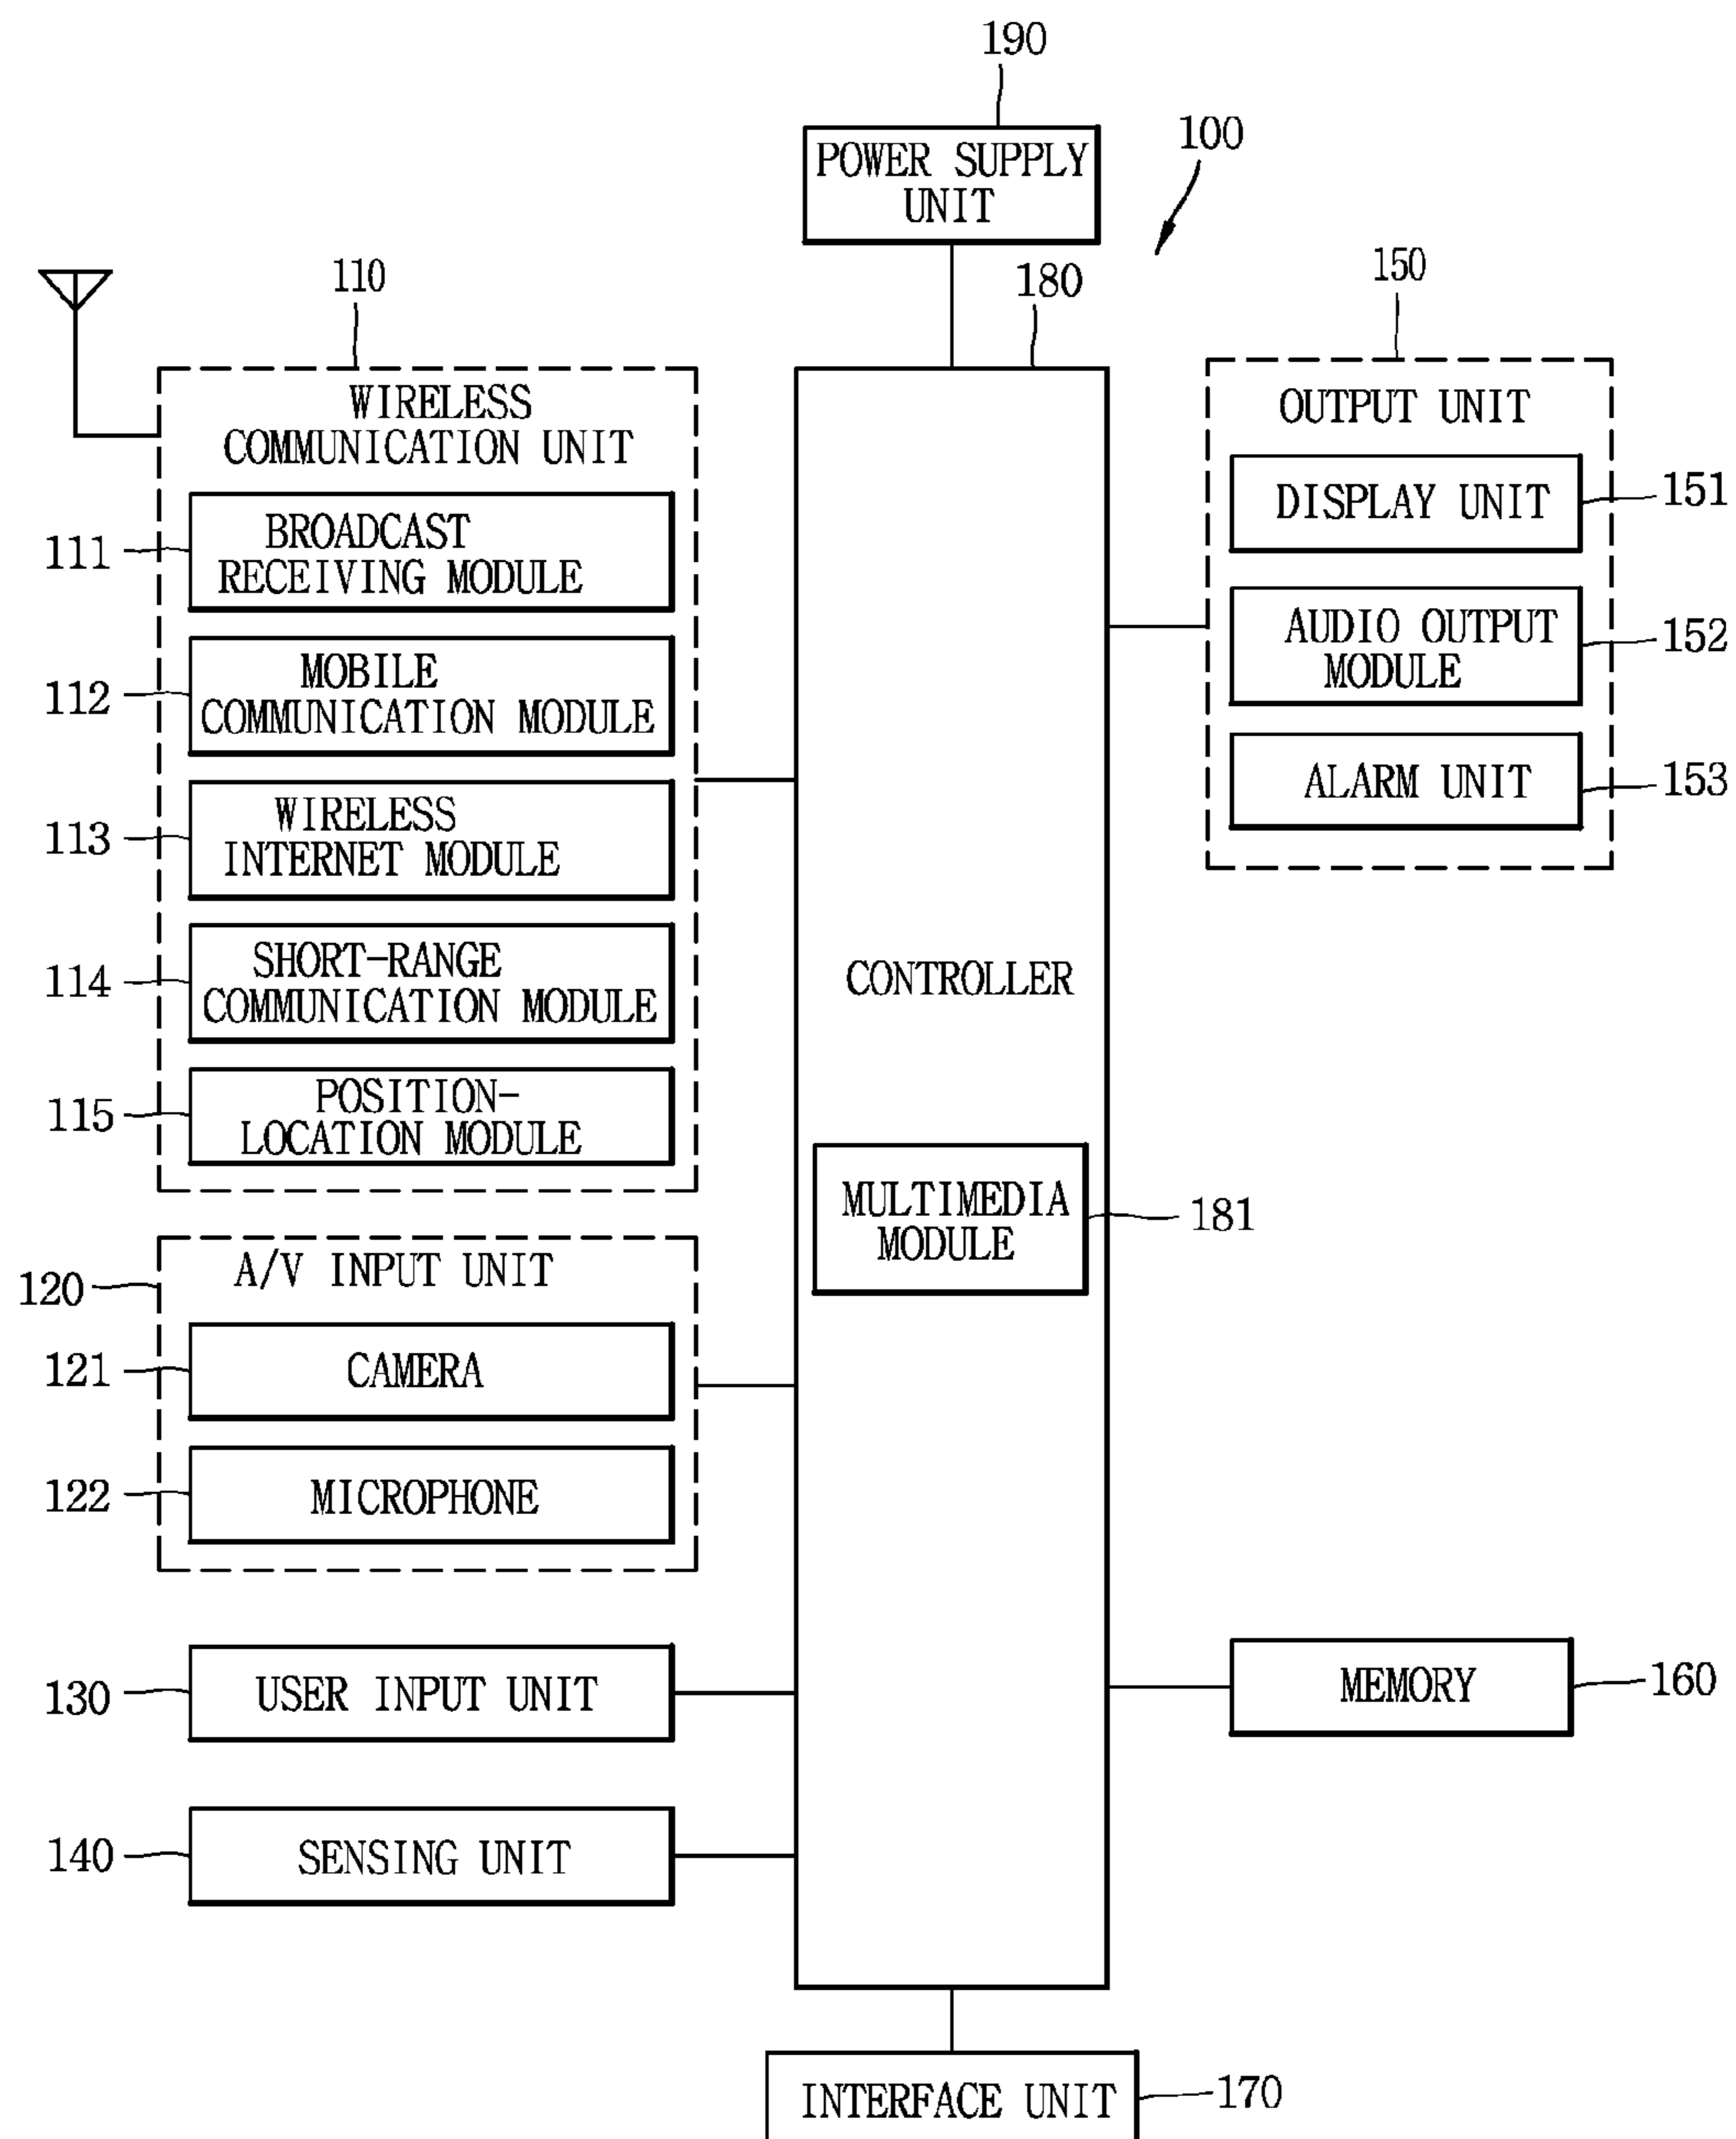 190
POWER SUPPLY
UNIT
100
110
180
150
WIRELESS
COMMUNICATION UNIT
111
BROADCAST
RECEIVING MODULE
112
MOBILE
COMMUNICATION MODULE
113
WIRELESS
INTERNET MODULE
114
SHORT-RANGE
COMMUNICATION MODULE
115
POSITION-
LOCATION MODULE
120
A/V INPUT UNIT
121
CAMERA
122
MICROPHONE
130
USER INPUT UNIT
140
SENSING UNIT
CONTROLLER
MULTIMEDIA
MODULE
181
OUTPUT UNIT
DISPLAY UNIT
151
AUDIO OUTPUT
MODULE
152
ALARM UNIT
153
MEMORY
160
INTERFACE UNIT
170